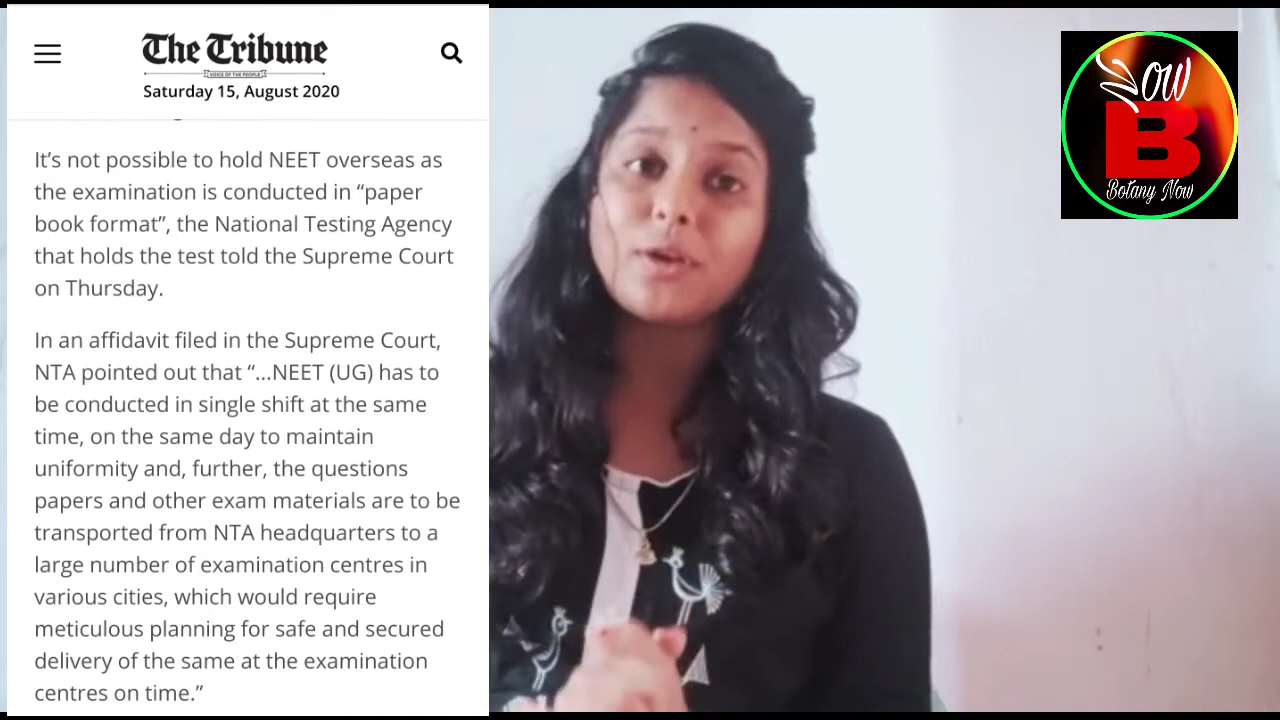 The Tribune
VOICE OF THE PEOPLE
Saturday 15, August 2020
It’s not possible to hold NEET overseas as
the examination is conducted in “paper
book format”, the National Testing Agency
that holds the test told the Supreme Court
on Thursday.
In an affidavit filed in the Supreme Court,
NTA pointed out that “...NEET (UG) has to
be conducted in single shift at the same
time, on the same day to maintain
uniformity and, further, the questions
papers and other exam materials are to be
transported from NTA headquarters to a
large number of examination centres in
various cities, which would require
meticulous planning for safe and secured
delivery of the same at the examination
centres on time.”
B
Botany Now